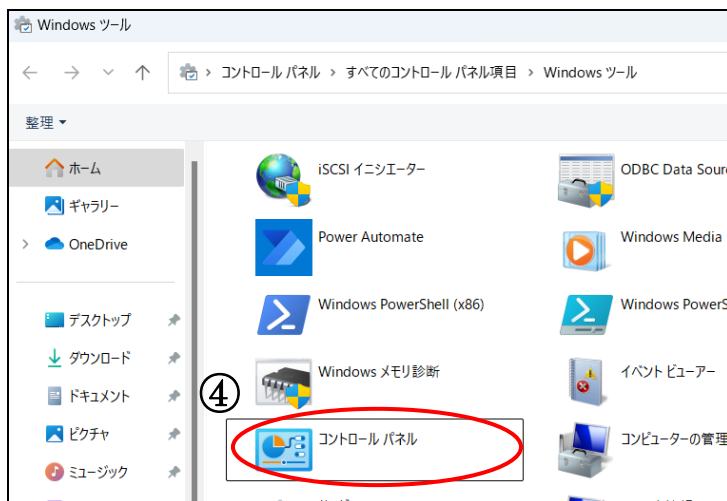 Windows ツール
コントロール パネル > すべてのコントロール パネル項目 > Windows ツール
整理
ホーム
ギャラリー
OneDrive
デスクトップ
ダウンロード
ドキュメント
ピクチャ
ミュージック
iSCSI イニシエーター
ODBC Data Sour
Power Automate
Windows Media
Windows PowerShell (x86)
Windows PowerS
Windows メモリ診断
イベント ビューアー
④
コントロール パネル
コンピューターの管理